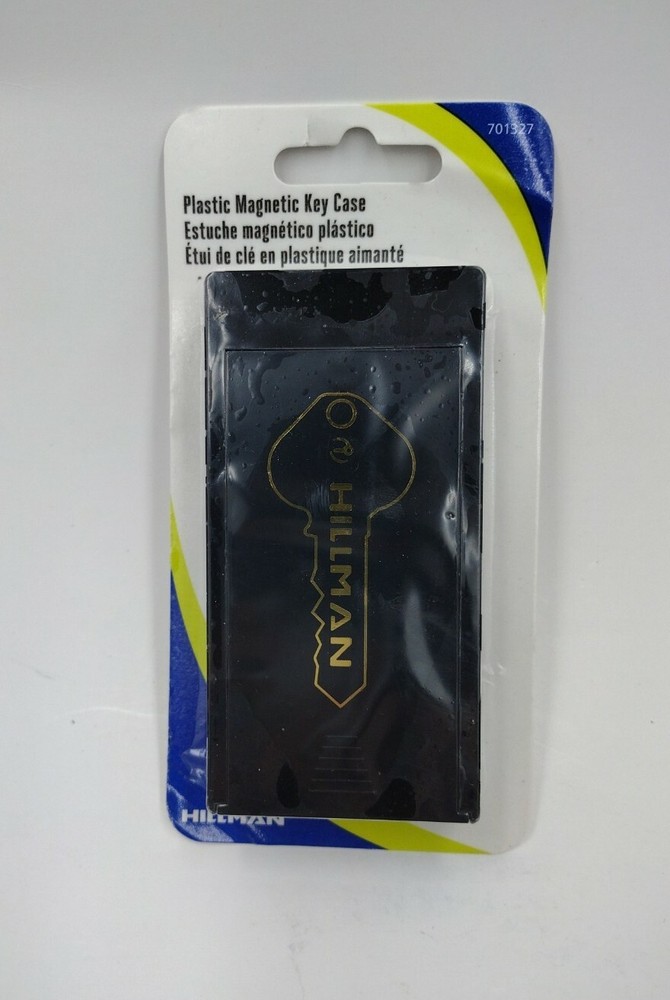 701327
Plastic Magnetic Key Case
Estuche magnético plástico
Étui de clé en plastique aimanté
HILLMAN
HILLMAN